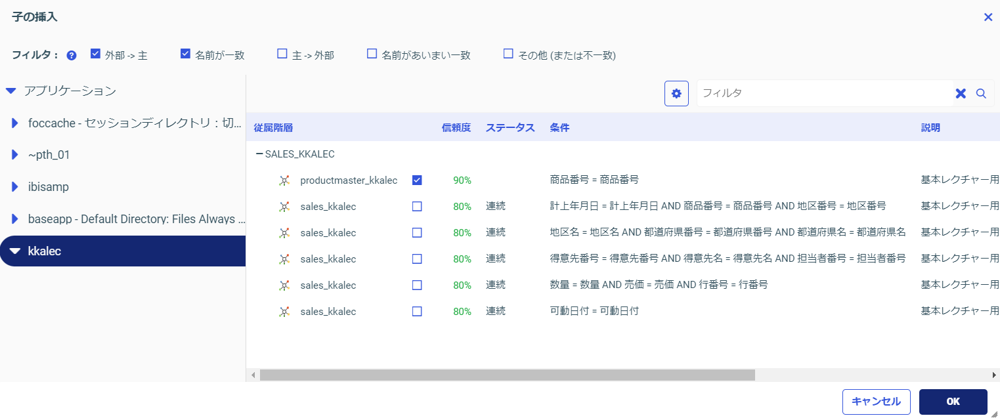 子の挿入
フィルタ： ? 外部 -> 主 名前が一致 主 -> 外部 名前があいまい一致 その他 (または不一致)
アプリケーション
foccache - セッションディレクトリ：切...
~pth_01
ibisamp
baseapp - Default Directory: Files Always ...
kkalec
フィルタ
従属階層 信頼度 ステータス 条件 説明
SALES_KKALEC
productmaster_kkalec 90% 商品番号 = 商品番号 基本レクチャー用
sales_kkalec 80% 連続 計上年月日 = 計上年月日 AND 商品番号 = 商品番号 AND 地区番号 = 地区番号 基本レクチャー用
sales_kkalec 80% 連続 地区名 = 地区名 AND 都道府県番号 = 都道府県番号 AND 都道府県名 = 都道府県名 基本レクチャー用
sales_kkalec 80% 連続 得意先番号 = 得意先番号 AND 得意先名 = 得意先名 AND 担当者番号 = 担当者番号 基本レクチャー用
sales_kkalec 80% 連続 数量 = 数量 AND 売価 = 売価 AND 行番号 = 行番号 基本レクチャー用
sales_kkalec 80% 連続 可動日付 = 可動日付 基本レクチャー用
キャンセル OK